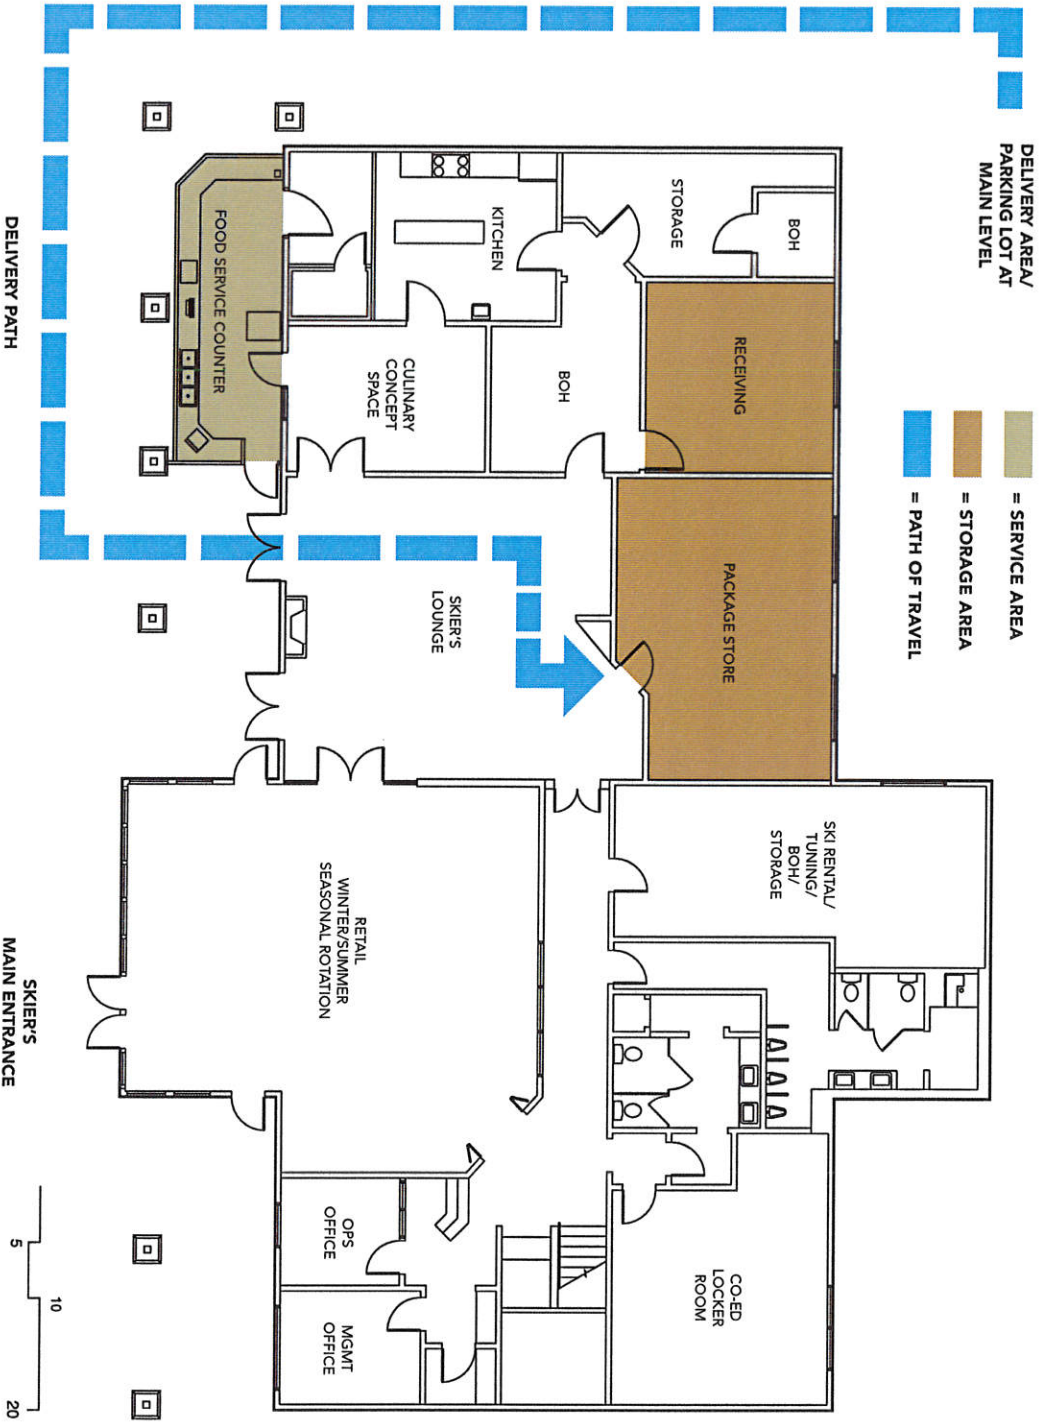 DELIVERY AREA/
PARKING LOT AT
MAIN LEVEL
= SERVICE AREA
= STORAGE AREA
= PATH OF TRAVEL
BOH
STORAGE
RECEIVING
KITCHEN
BOH
PACKAGE STORE
CULINARY
CONCEPT
SPACE
FOOD SERVICE COUNTER
SKIER'S
LOUNGE
DELIVERY PATH
SKI RENTAL/
TUNING/
BOH/
STORAGE
RETAIL
WINTER/SUMMER
SEASONAL ROTATION
CO-ED
LOCKER
ROOM
OPS
OFFICE
MGMT
OFFICE
SKIER'S
MAIN ENTRANCE
5
10
20